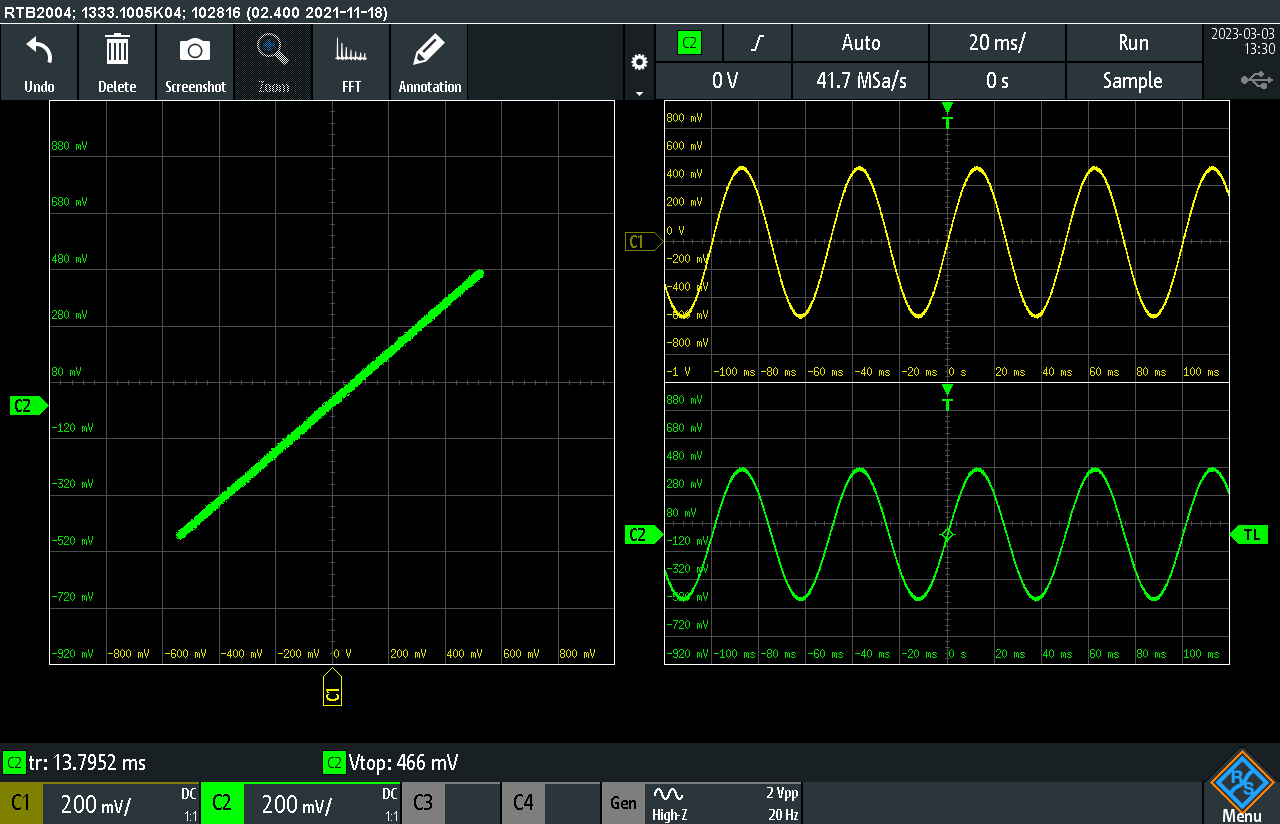 RTB2004; 1333.1005K04; 102816 (02.400 2021-11-18)
Undo Delete Screenshot Zoom FFT Annotation
C2 Auto 20 ms/ Run
0 V 41.7 MSa/s 0 s Sample
2023-03-03
13:30
880 mV
680 mV
480 mV
280 mV
80 mV
-120 mV
-320 mV
-520 mV
-720 mV
-920 mV -800 mV -600 mV -400 mV -200 mV 0 V 200 mV 400 mV 600 mV 800 mV
C2
C1
800 mV
600 mV
400 mV
200 mV
0 V
-200 mV
-400 mV
-600 mV
-800 mV
-1 V -100 ms -80 ms -60 ms -40 ms -20 ms 0 s 20 ms 40 ms 60 ms 80 ms 100 ms
C1
T
880 mV
680 mV
480 mV
280 mV
80 mV
-120 mV
-320 mV
-520 mV
-720 mV
-920 mV -100 ms -80 ms -60 ms -40 ms -20 ms 0 s 20 ms 40 ms 60 ms 80 ms 100 ms
C2
T
TL
C2 tr: 13.7952 ms C2 Vtop: 466 mV
C1 200 mV/ DC 1:1 C2 200 mV/ DC 1:1 C3 C4 Gen High-Z 2 Vpp 20 Hz
R S
Menu